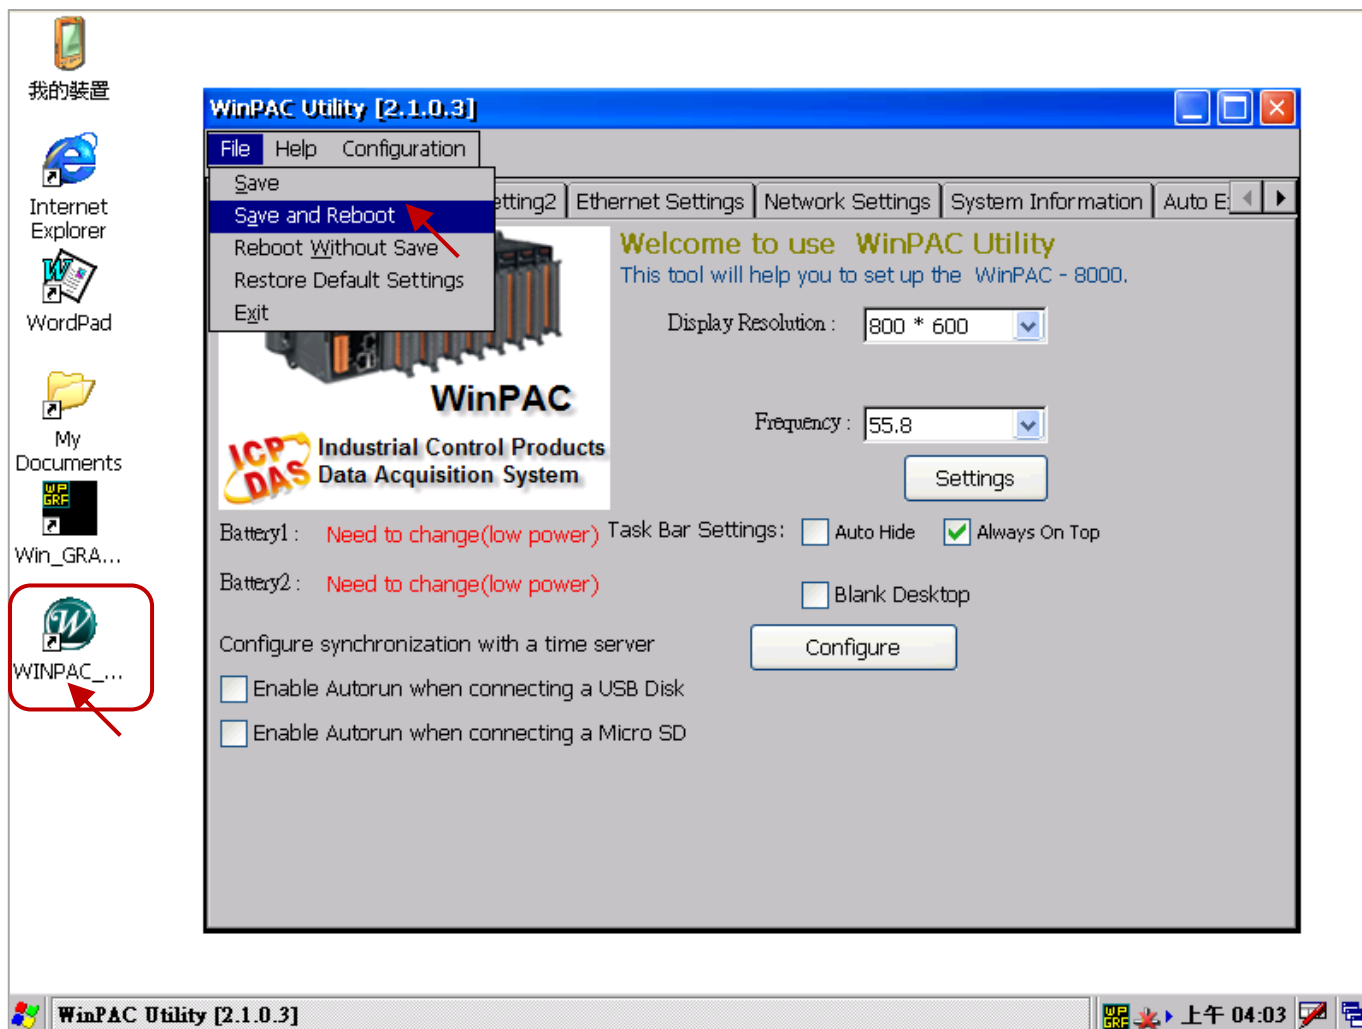 我的裝置
Internet
Explorer
WordPad
My
Documents
WP
GRF
Win_GRA...
WINPAC_...
WinPAC Utility [2.1.0.3]
File Help Configuration
Save
Save and Reboot
Reboot Without Save
Restore Default Settings
Exit
etting2 Ethernet Settings Network Settings System Information Auto E
Welcome to use WinPAC Utility
This tool will help you to set up the WinPAC - 8000.
Display Resolution : 800 * 600
WinPAC
Frequency : 55.8
ICP DAS
Industrial Control Products
Data Acquisition System
Settings
Battery1 : Need to change(low power)
Task Bar Settings: Auto Hide Always On Top
Battery2 : Need to change(low power)
Blank Desktop
Configure synchronization with a time server Configure
Enable Autorun when connecting a USB Disk
Enable Autorun when connecting a Micro SD
WinPAC Utility [2.1.0.3]
WP
GRF
上午 04:03